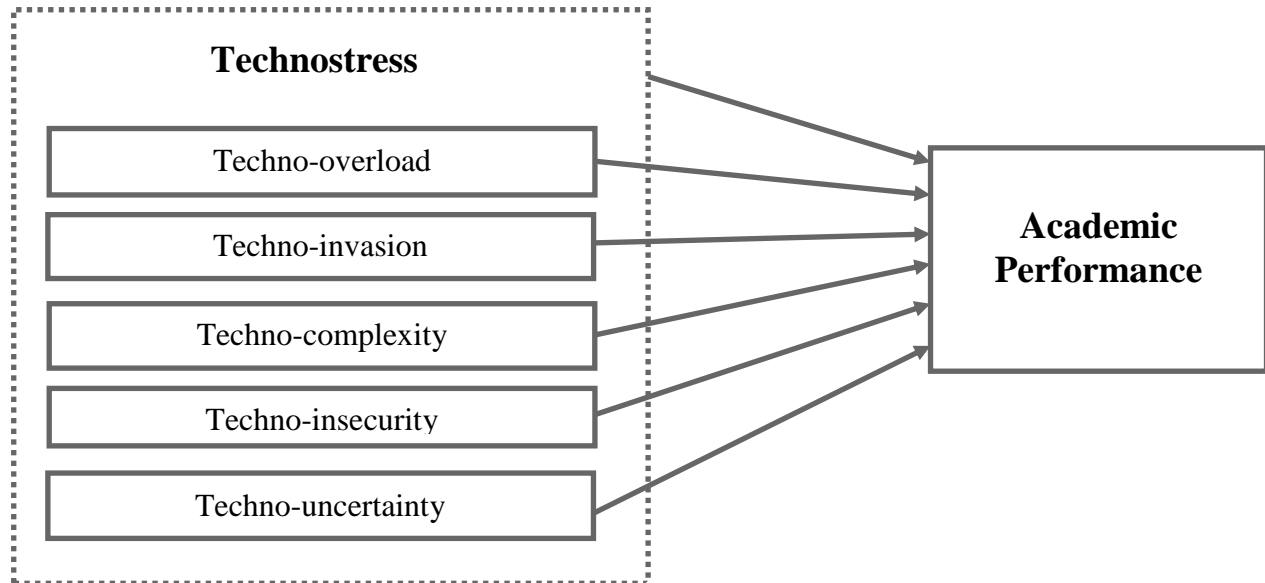 Technostress
Techno-overload
Techno-invasion
Techno-complexity
Techno-insecurity
Techno-uncertainty
Academic
Performance